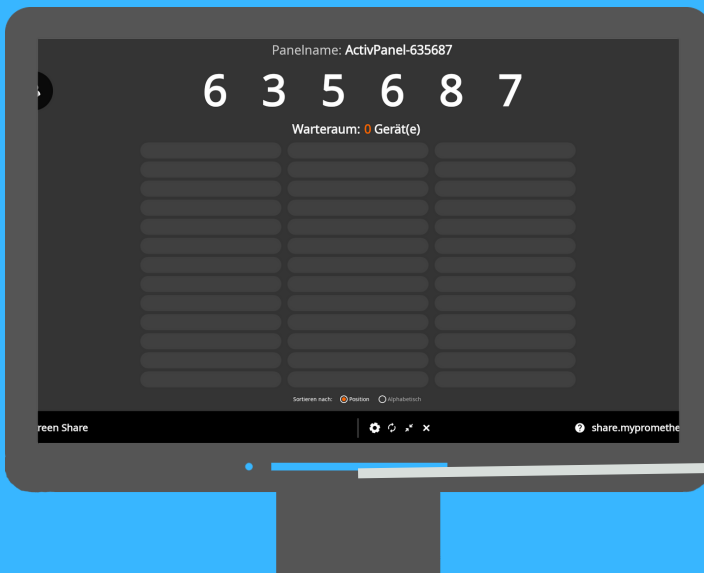 Panelname: ActivPanel-635687
6 3 5 6 8 7
Warteraum: 0 Gerät(e)
Sortieren nach: Position Alphabetisch
reen Share
share.mypromethe